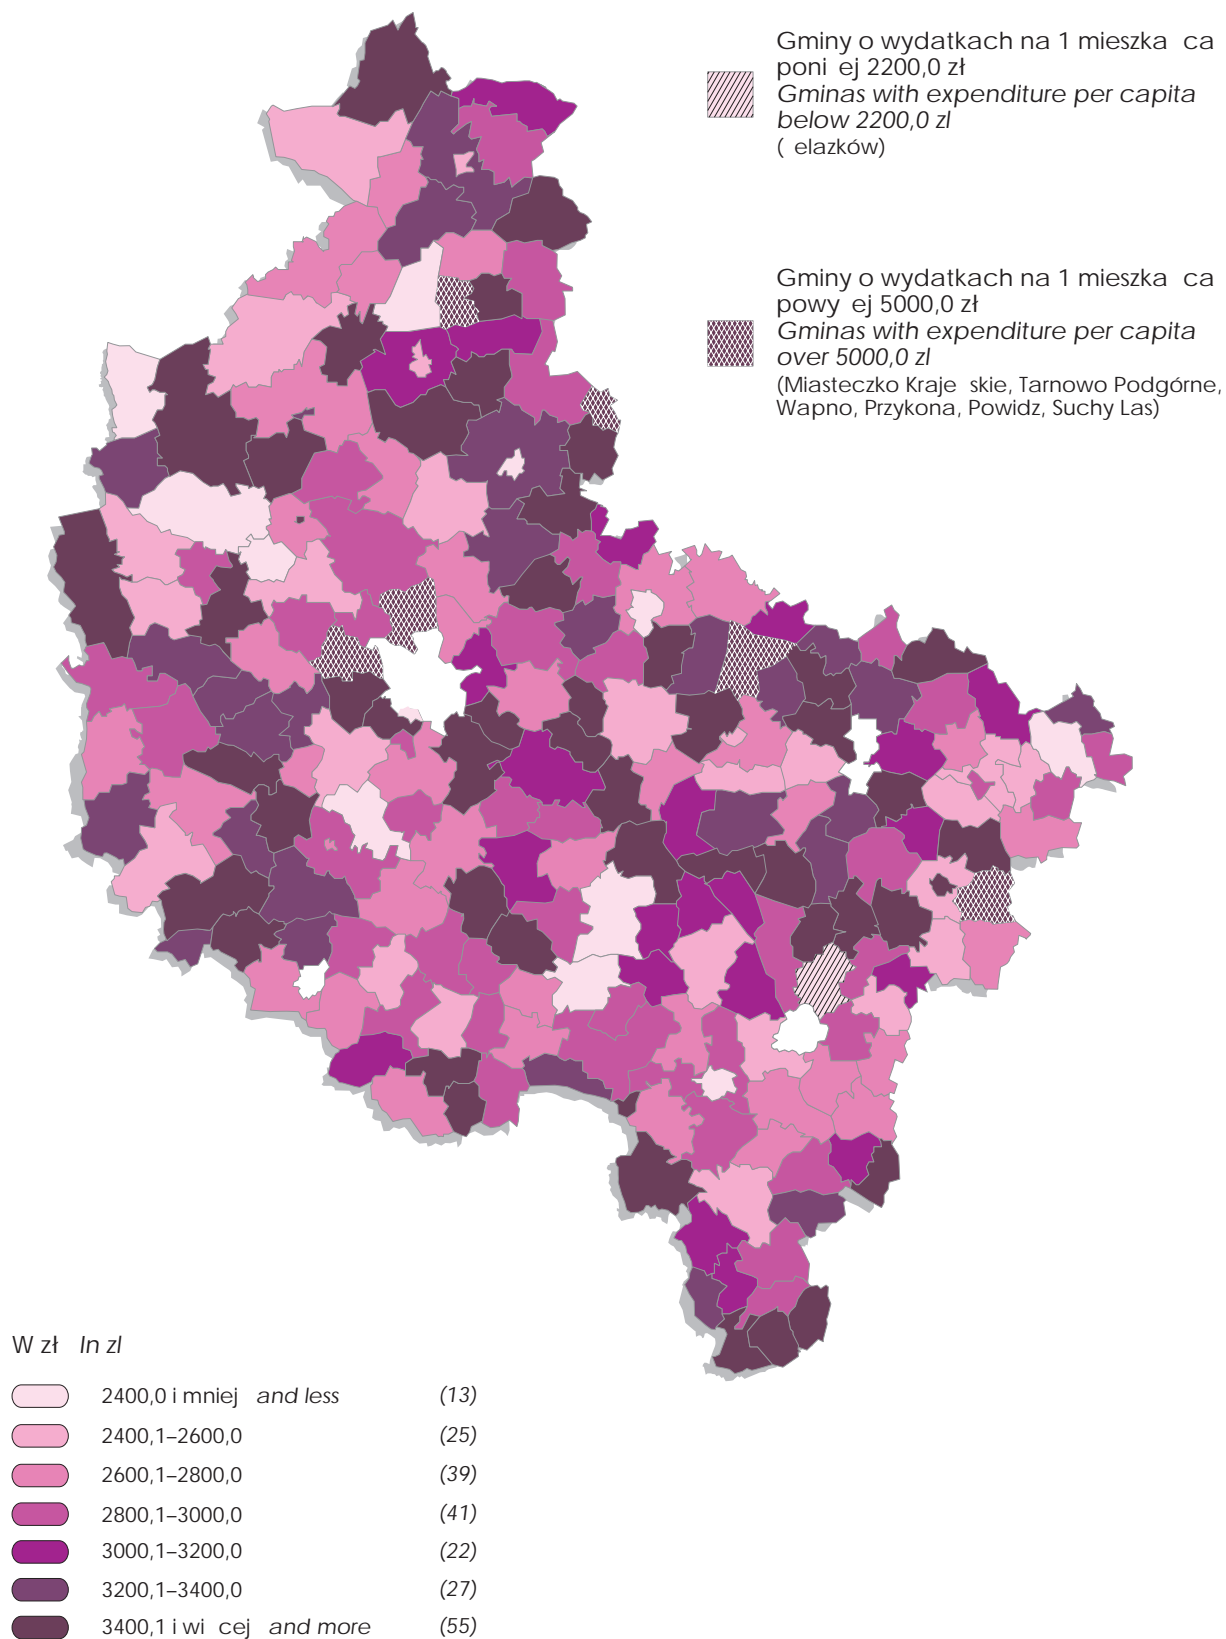 Gminy o wydatkach na 1 mieszka ca
poni ej 2200,0 zł
Gminas with expenditure per capita
below 2200,0 zl
( elazków)
Gminy o wydatkach na 1 mieszka ca
powy ej 5000,0 zł
Gminas with expenditure per capita
over 5000,0 zl
(Miasteczko Kraje skie, Tarnowo Podgórne,
Wapno, Przykona, Powidz, Suchy Las)
W zł In zl
2400,0 i mniej and less (13)
2400,1–2600,0 (25)
2600,1–2800,0 (39)
2800,1–3000,0 (41)
3000,1–3200,0 (22)
3200,1–3400,0 (27)
3400,1 i wi cej and more (55)